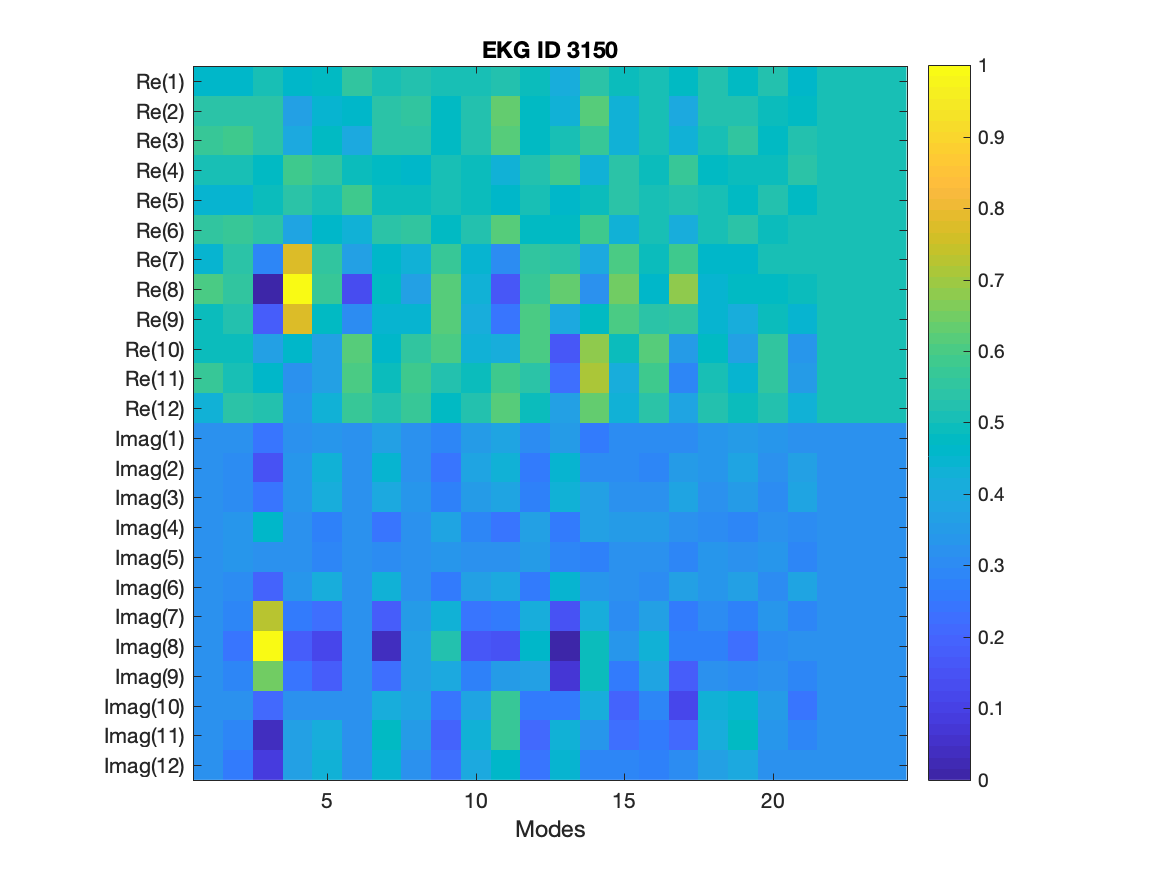 EKG ID 3150
Re(1)
Re(2)
Re(3)
Re(4)
Re(5)
Re(6)
Re(7)
Re(8)
Re(9)
Re(10)
Re(11)
Re(12)
Imag(1)
Imag(2)
Imag(3)
Imag(4)
Imag(5)
Imag(6)
Imag(7)
Imag(8)
Imag(9)
Imag(10)
Imag(11)
Imag(12)
5 10 15 20
Modes
1
0.9
0.8
0.7
0.6
0.5
0.4
0.3
0.2
0.1
0